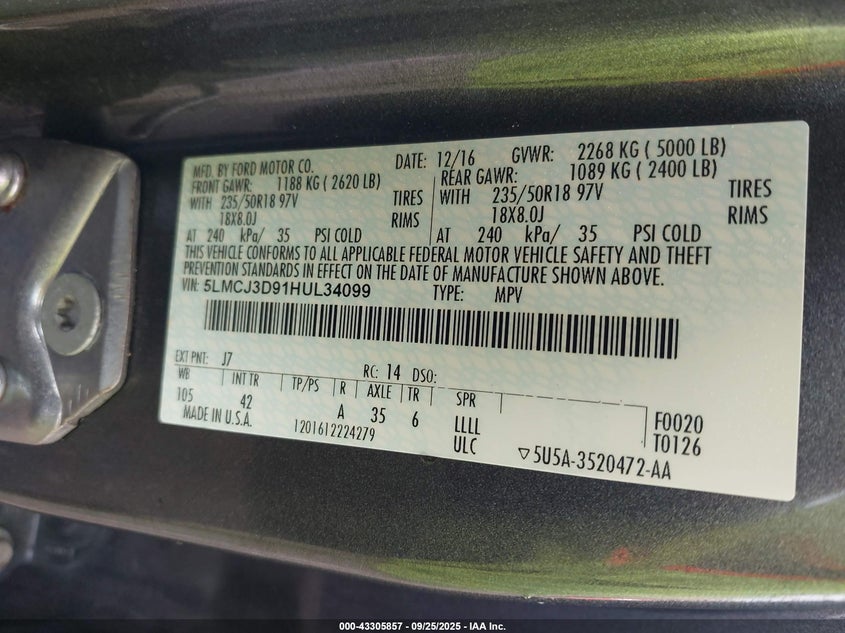 MFD. BY FORD MOTOR CO. DATE: 12/16 GVWR: 2268 KG ( 5000 LB)
FRONT GAWR: 1188 KG ( 2620 LB) REAR GAWR: 1089 KG ( 2400 LB)
WITH 235/50R18 97V TIRES WITH 235/50R18 97V TIRES
18X8.0J RIMS 18X8.0J RIMS
AT 240 kPa/ 35 PSI COLD AT 240 kPa/ 35 PSI COLD
THIS VEHICLE CONFORMS TO ALL APPLICABLE FEDERAL MOTOR VEHICLE SAFETY AND THEFT
PREVENTION STANDARDS IN EFFECT ON THE DATE OF MANUFACTURE SHOWN ABOVE.
VIN: 5LMCJ3D91HUL34099 TYPE: MPV
EXT PNT: J7 RC: 14 DSO:
WB INT TR TP/PS R AXLE TR SPR
105 42 A 35 6 LLLL F0020
MADE IN U.S.A. 1201612224279 ULC T0126
▽5U5A-3520472-AA
000-43305857 - 09/25/2025 - IAA Inc.